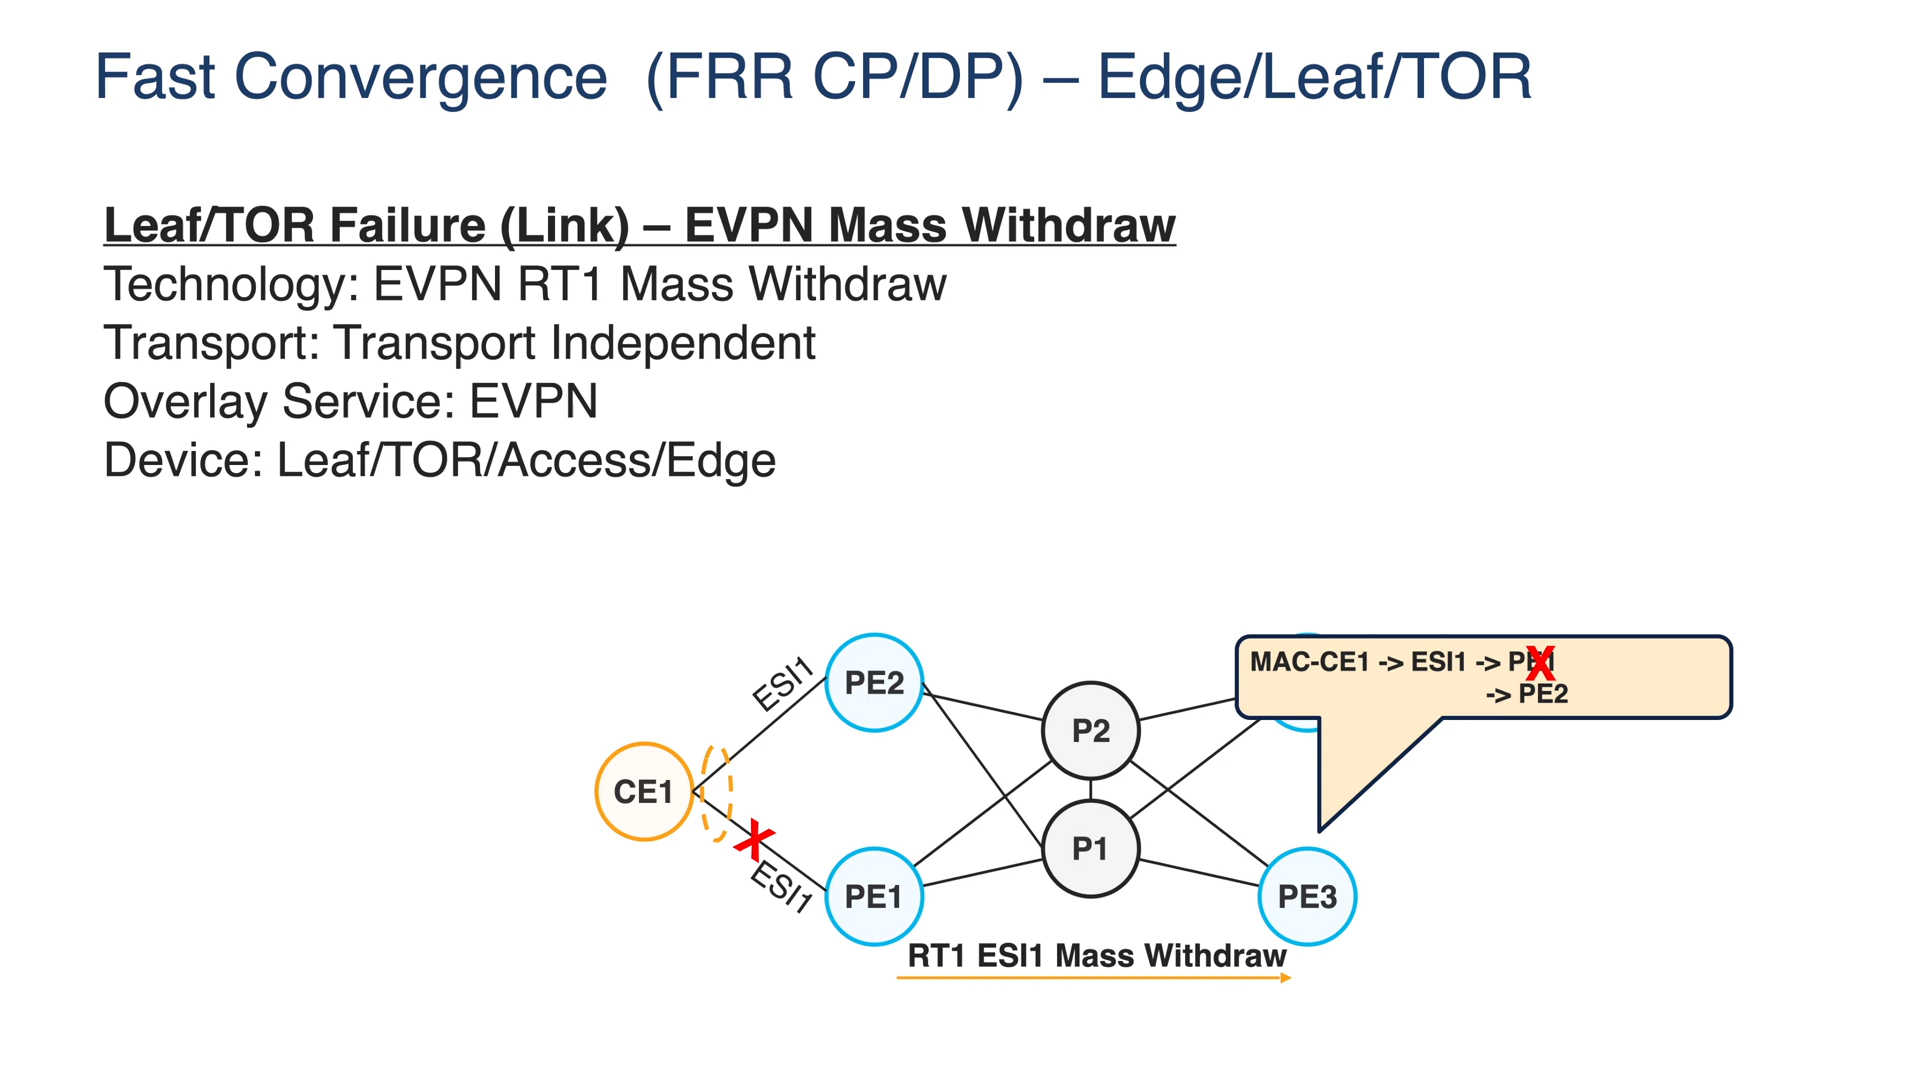 Fast Convergence (FRR CP/DP) – Edge/Leaf/TOR
Leaf/TOR Failure (Link) – EVPN Mass Withdraw
Technology: EVPN RT1 Mass Withdraw
Transport: Transport Independent
Overlay Service: EVPN
Device: Leaf/TOR/Access/Edge
MAC-CE1 -> ESI1 -> PE1
-> PE2
ESI1
PE2
P2
CE1
P1
ESI1
PE1
PE3
RT1 ESI1 Mass Withdraw